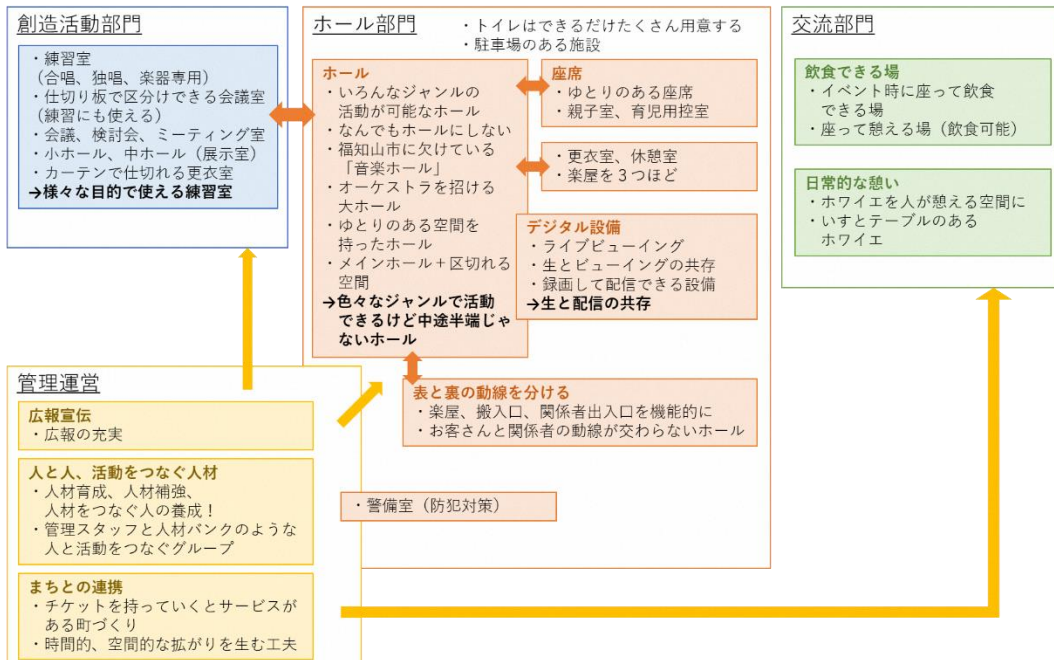 創造活動部門
・練習室
(合唱、独唱、楽器専用)
・仕切り板で区分けできる会議室
(練習にも使える)
・会議、検討会、ミーティング室
・小ホール、中ホール（展示室）
・カーテンで仕切れる更衣室
→様々な目的で使える練習室
ホール部門
・トイレはできるだけたくさん用意する
・駐車場のある施設
ホール
・いろんなジャンルの
活動が可能なホール
・なんでもホールにしない
・福知山市に欠けている
「音楽ホール」
・オーケストラを招ける
大ホール
・ゆとりのある空間を
持ったホール
・メインホール＋区切れる
空間
→色々なジャンルで活動
できるけど中途半端じゃ
ないホール
座席
・ゆとりのある座席
・親子室、育児用控室
・更衣室、休憩室
・楽屋を３つほど
デジタル設備
・ライブビューイング
・生とビューイングの共存
・録画して配信できる設備
→生と配信の共存
表と裏の動線を分ける
・楽屋、搬入口、関係者出入口を機能的に
・お客さんと関係者の動線が交わらないホール
・警備室（防犯対策）
交流部門
飲食できる場
・イベント時に座って飲食
できる場
・座って憩える場（飲食可能）
日常的な憩い
・ホワイエを人が憩える空間に
・いすとテーブルのある
ホワイエ
管理運営
広報宣伝
・広報の充実
人と人、活動をつなぐ人材
・人材育成、人材補強、
人材をつなぐ人の養成！
・管理スタッフと人材バンクのような
人と活動をつなぐグループ
まちとの連携
・チケットを持っていくとサービスが
ある町づくり
・時間的、空間的な拡がりを生む工夫